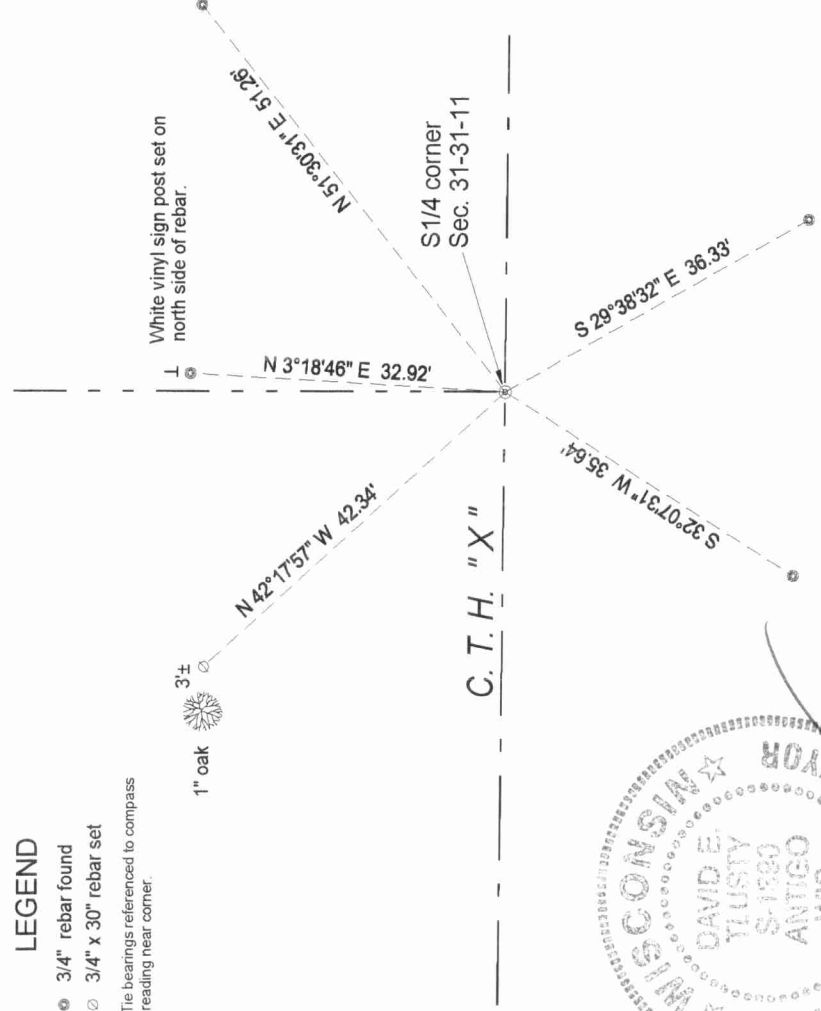 LEGEND
3/4" rebar found
3/4" x 30" rebar set
Tie bearings referenced to compass
reading near corner.
1" oak
3'±
White vinyl sign post set on
north side of rebar.
N 42°17'57" W 42.34'
N 3°18'46" E 32.92'
N 51°30'31" E 51.26'
S1/4 corner
Sec. 31-31-11
C. T. H. "X"
S 32°07'31" W 35.64'
S 29°38'32" E 36.33'
WISCONSIN
DAVID E.
TLUSTY
S-1390
ANTIGO